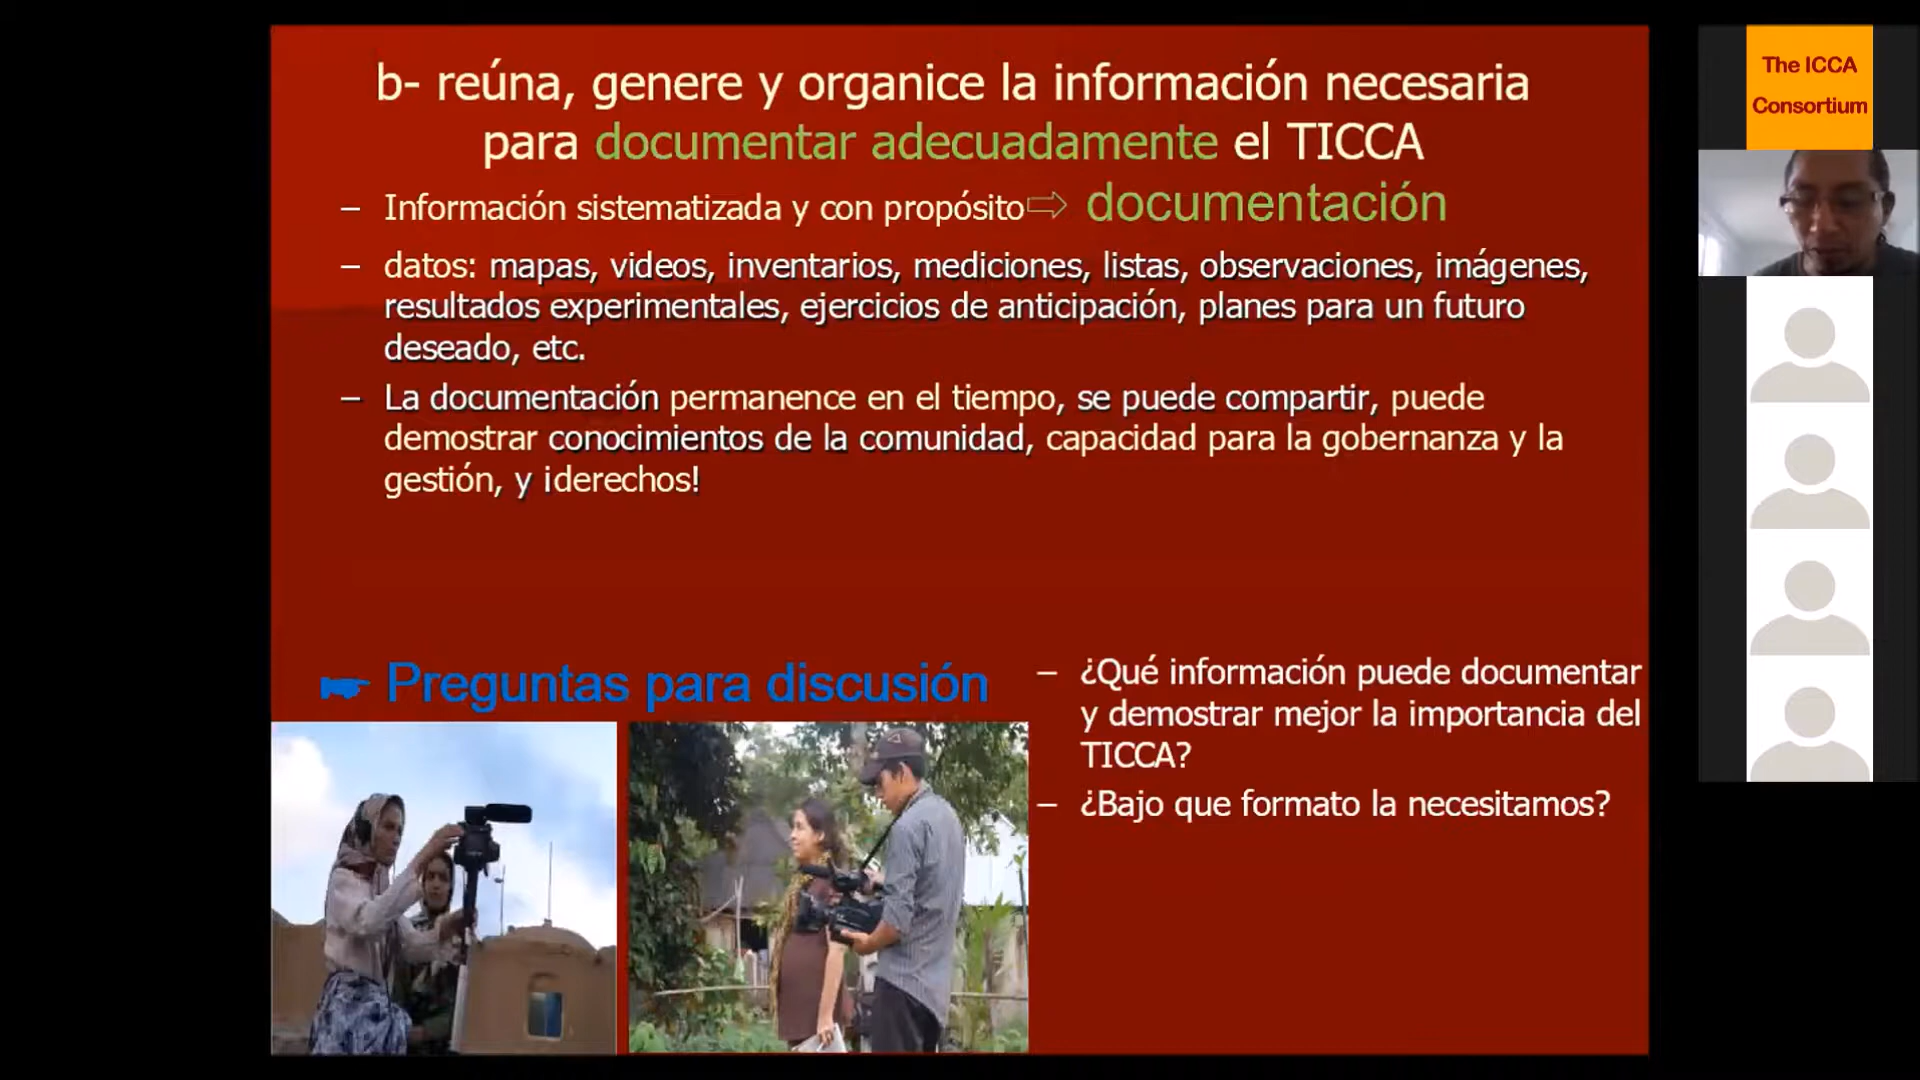 b- reúna, genere y organice la información necesaria
para documentar adecuadamente el TICCA
– Información sistematizada y con propósito⇨ documentación
– datos: mapas, videos, inventarios, mediciones, listas, observaciones, imágenes,
resultados experimentales, ejercicios de anticipación, planes para un futuro
deseado, etc.
– La documentación permanence en el tiempo, se puede compartir, puede
demostrar conocimientos de la comunidad, capacidad para la gobernanza y la
gestión, y ¡derechos!
☛ Preguntas para discusión
– ¿Qué información puede documentar
y demostrar mejor la importancia del
TICCA?
– ¿Bajo que formato la necesitamos?
The ICCA
Consortium